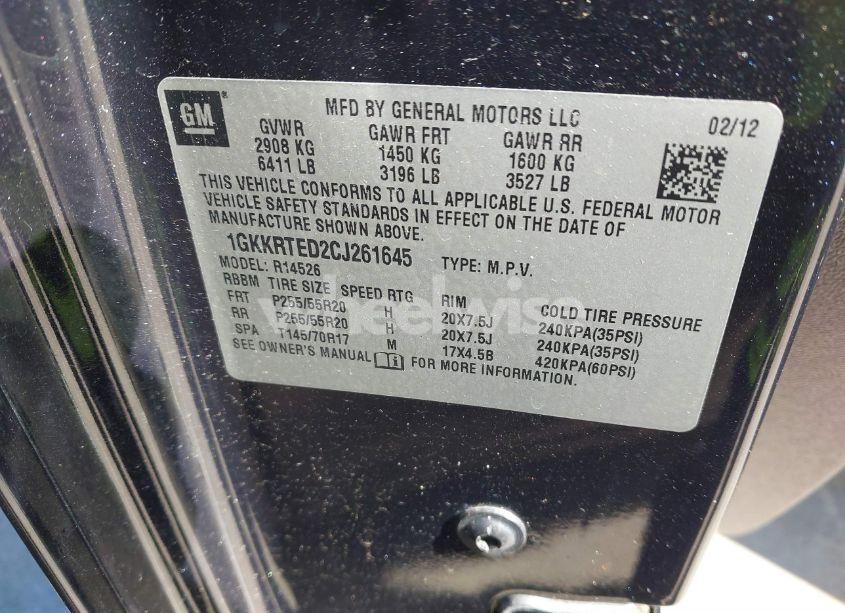 GM ®
MFD BY GENERAL MOTORS LLC
02/12
GVWR GAWR FRT GAWR RR
2908 KG 1450 KG 1600 KG
6411 LB 3196 LB 3527 LB
THIS VEHICLE CONFORMS TO ALL APPLICABLE U.S. FEDERAL MOTOR
VEHICLE SAFETY STANDARDS IN EFFECT ON THE DATE OF
MANUFACTURE SHOWN ABOVE.
1GKKRTED2CJ261645 TYPE: M.P.V.
MODEL: R14526
RBBM TIRE SIZE SPEED RTG RIM COLD TIRE PRESSURE
FRT P255/55R20 H 20X7.5J 240KPA(35PSI)
RR P255/55R20 H 20X7.5J 240KPA(35PSI)
SPA T145/70R17 M 17X4.5B 420KPA(60PSI)
SEE OWNER'S MANUAL FOR MORE INFORMATION.